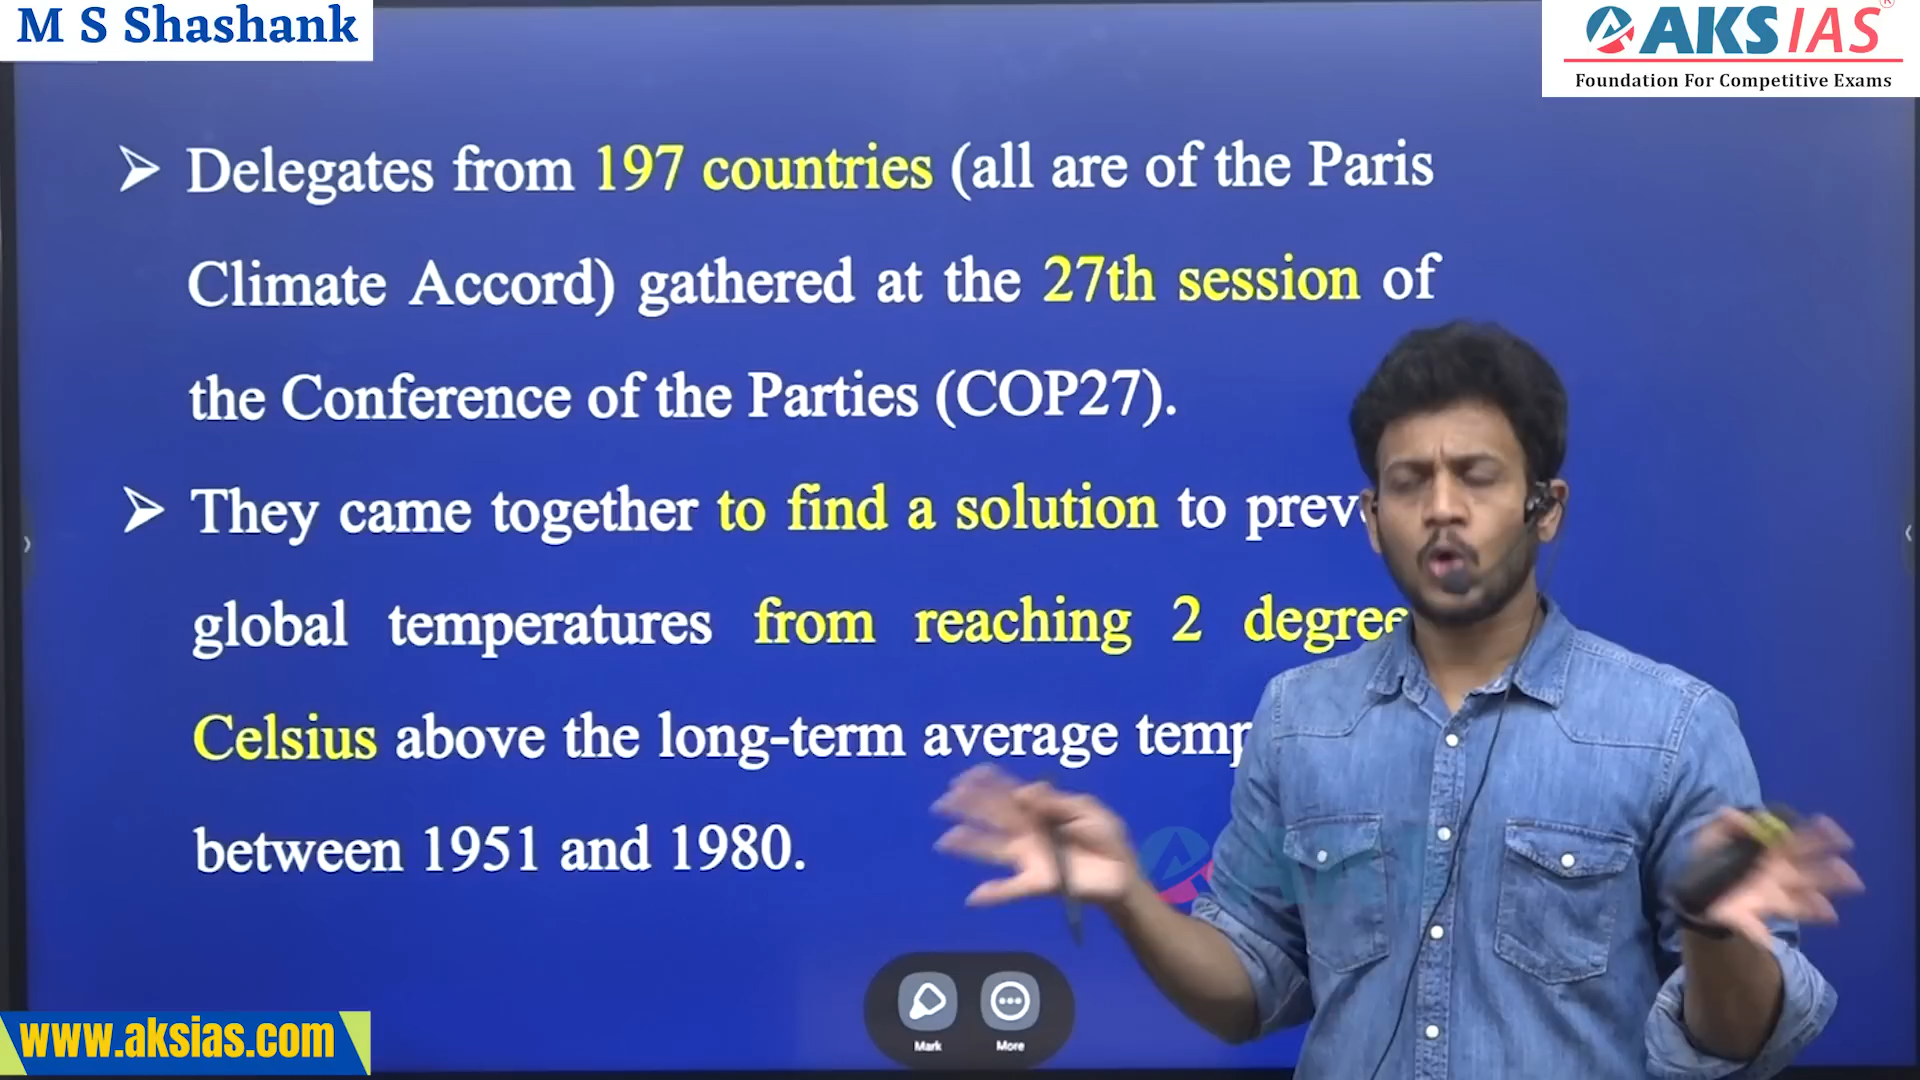 M S Shashank
AKS IAS
Foundation For Competitive Exams
Delegates from 197 countries (all are of the Paris
Climate Accord) gathered at the 27th session of
the Conference of the Parties (COP27).
They came together to find a solution to
global temperatures from reaching 2
Celsius above the long-term average
between 1951 and 1980.
Mark
More
www.aksias.com